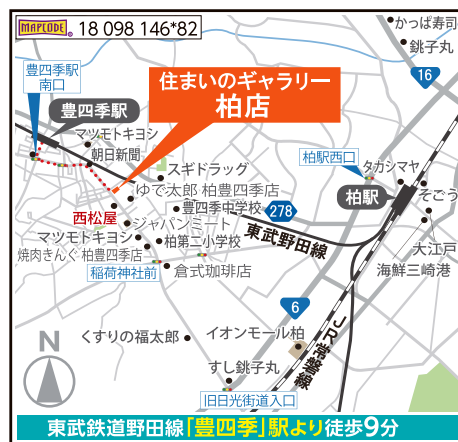 MAPCODE 18 098 146*82
かっぱ寿司
銚子丸
16
豊四季駅
南口
住まいのギャラリー
柏店
豊四季駅
マツモトキヨシ
朝日新聞
スギドラッグ
柏駅西口
タカシマヤ
ゆで太郎 柏豊四季店
柏駅
そごう
西松屋
豊四季中学校
278
ジャパンミート
東武野田線
マツモトキヨシ
柏第二小学校
大江戸
焼肉きんぐ 柏豊四季店
海鮮三崎港
稲荷神社前
倉式珈琲店
6
JR常磐線
N
くすりの福太郎
イオンモール柏
すし銚子丸
旧日光街道入口
東武鉄道野田線「豊四季」駅より徒歩9分